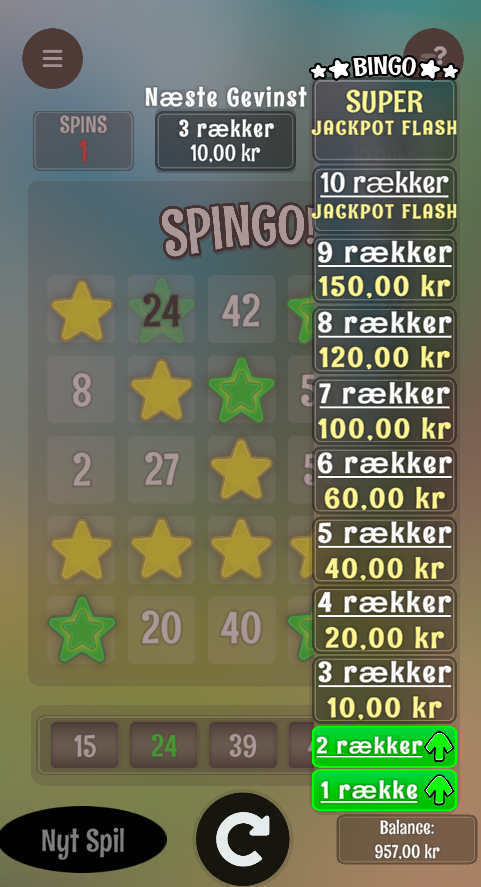 ?
BINGO
Næste Gevinst
SUPER
JACKPOT FLASH
SPINS
1
3 rækker
10,00 kr
10 rækker
JACKPOT FLASH
SPINGO!
9 rækker
150,00 kr
24
42
8 rækker
120,00 kr
8
7 rækker
100,00 kr
2
27
6 rækker
60,00 kr
5 rækker
40,00 kr
20
40
4 rækker
20,00 kr
3 rækker
10,00 kr
15
24
39
2 rækker
1 række
Nyt Spil
Balance:
957,00 kr